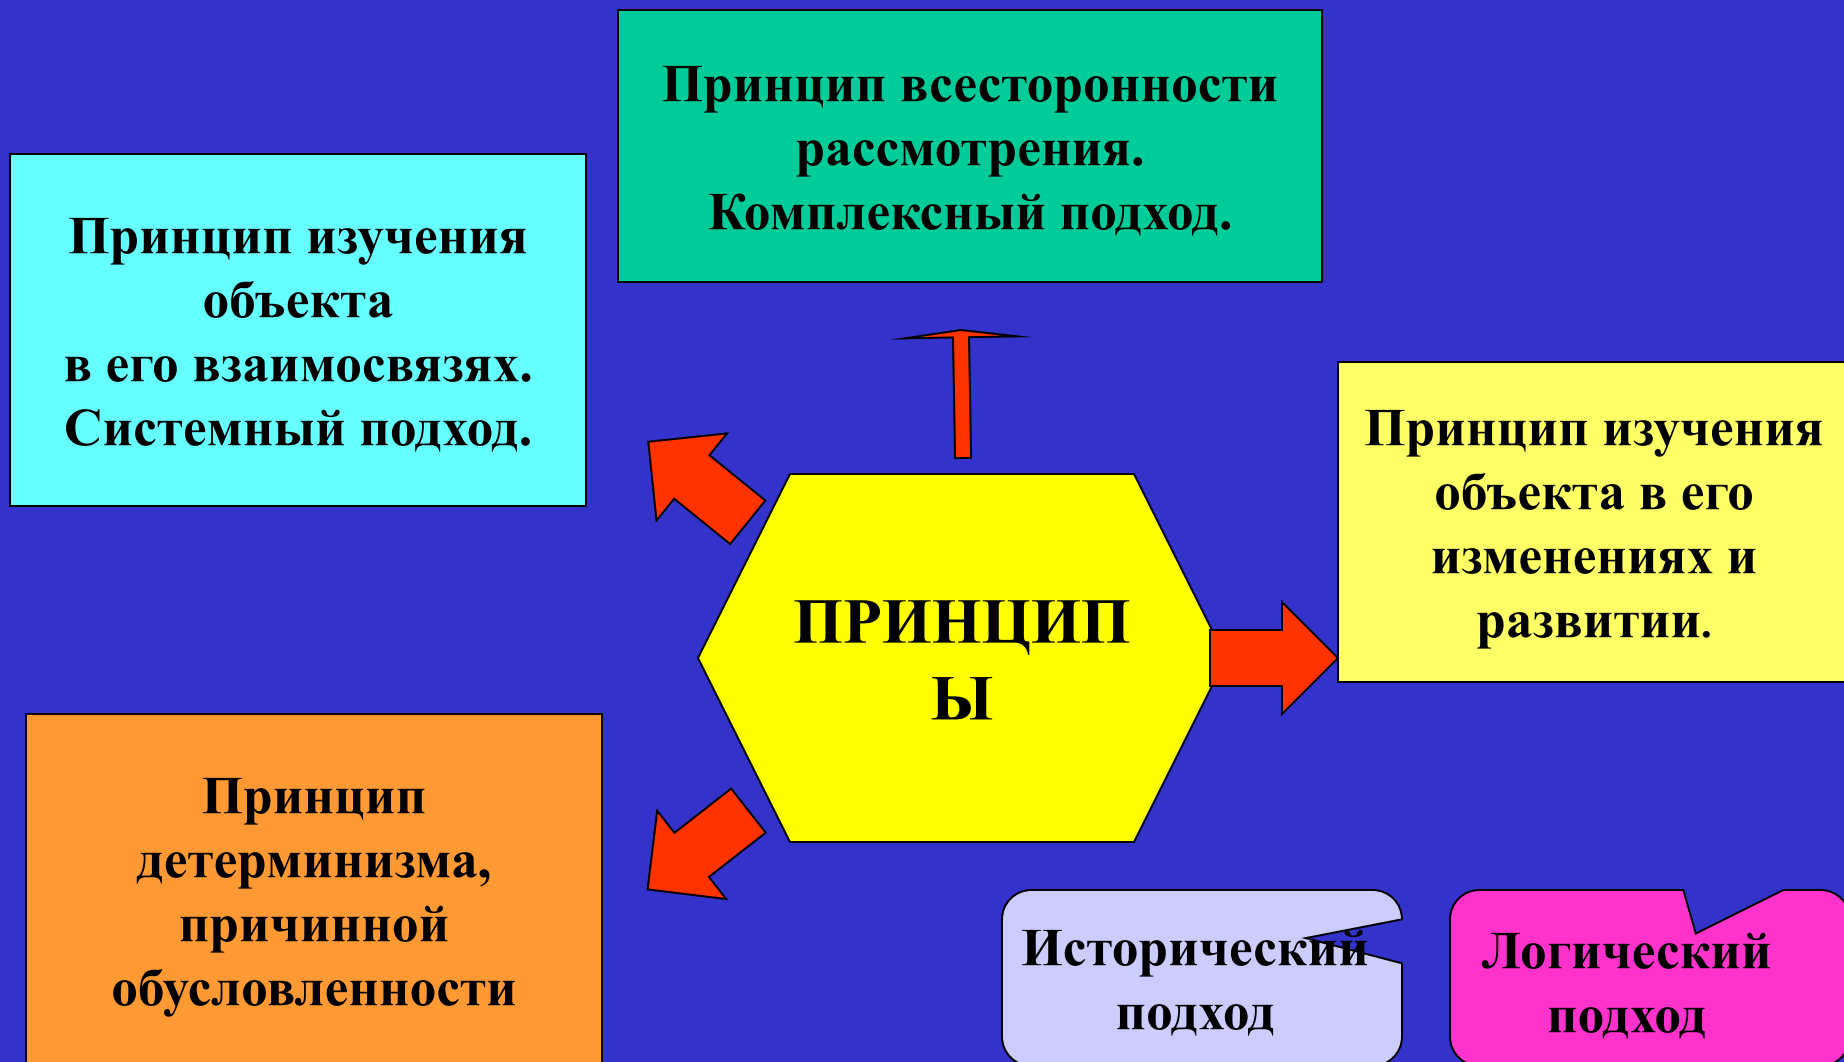 Принцип всесторонности
рассмотрения.
Комплексный подход.
Принцип изучения
объекта
в его взаимосвязях.
Системный подход.
Принцип изучения
объекта в его
изменениях и
развитии.
ПРИНЦИП
Ы
Принцип
детерминизма,
причинной
обусловленности
Исторический
подход
Логический
подход